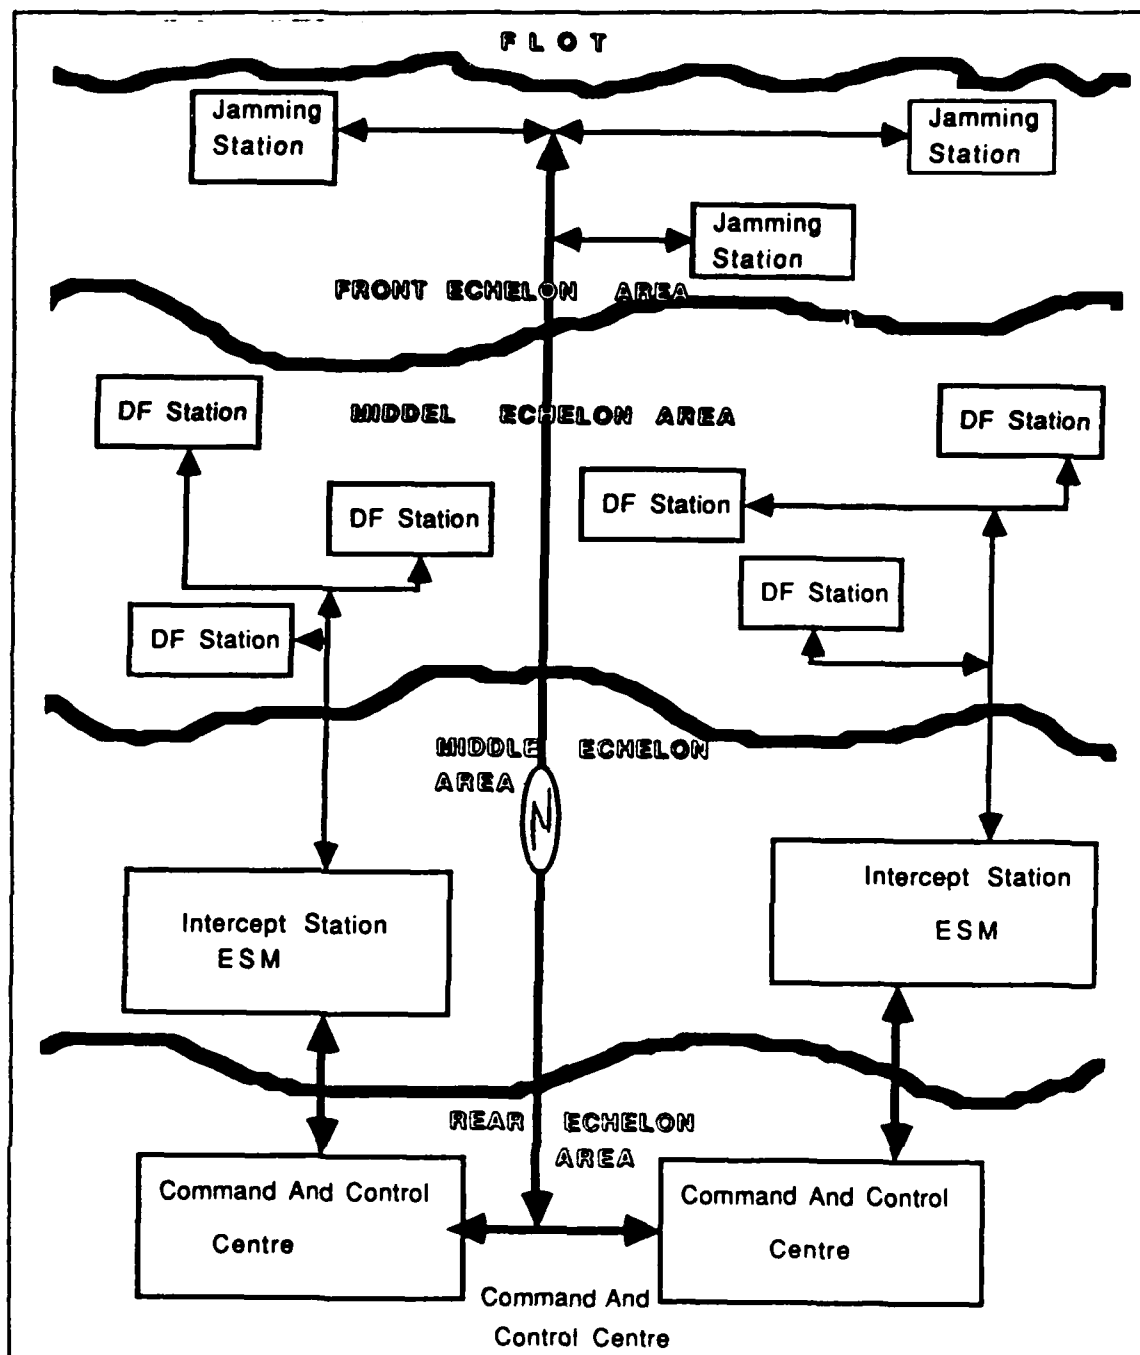 FLOT
Jamming
Station
Jamming
Station
Jamming
Station
FRONT ECHELON AREA
MIDDEL ECHELON AREA
DF Station
DF Station
DF Station
DF Station
DF Station
DF Station
MIDDLE ECHELON
AREA
N
Intercept Station
ESM
Intercept Station
ESM
REAR ECHELON
AREA
Command And Control
Centre
Command And Control
Centre
Command And
Control Centre